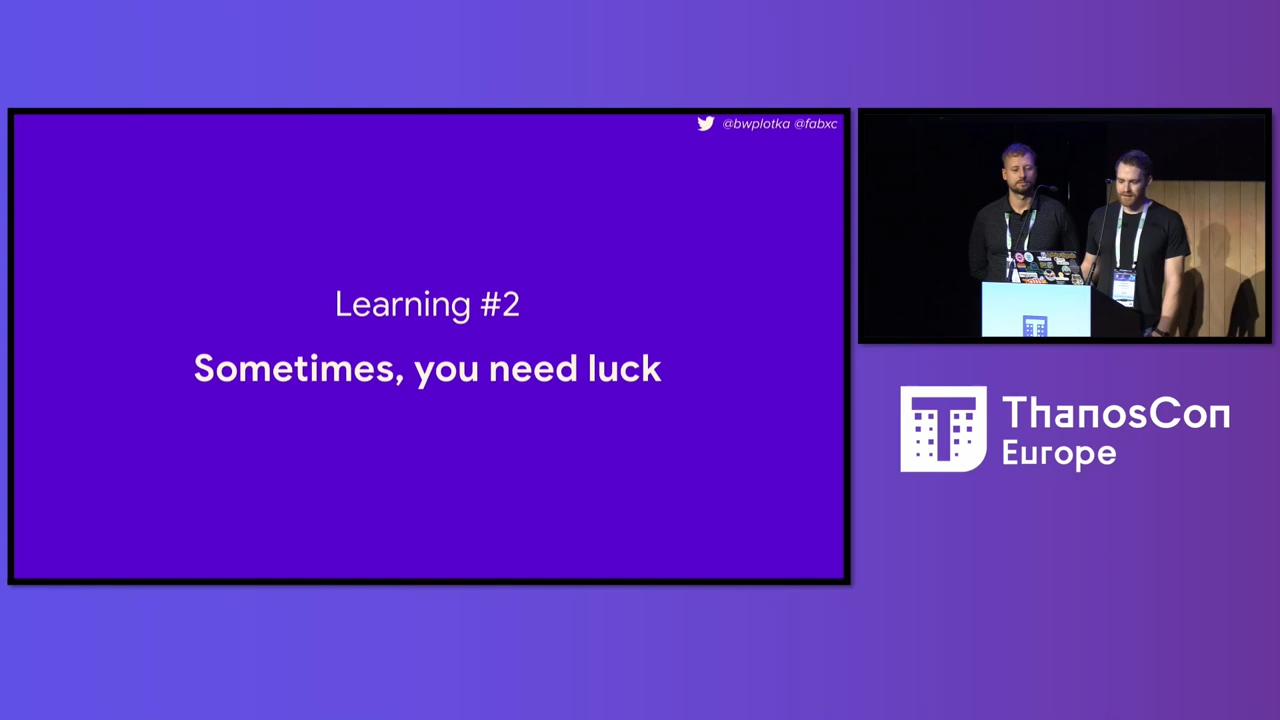 @bwplotka @fabxc
Learning #2
Sometimes, you need luck
ThanosCon
Europe